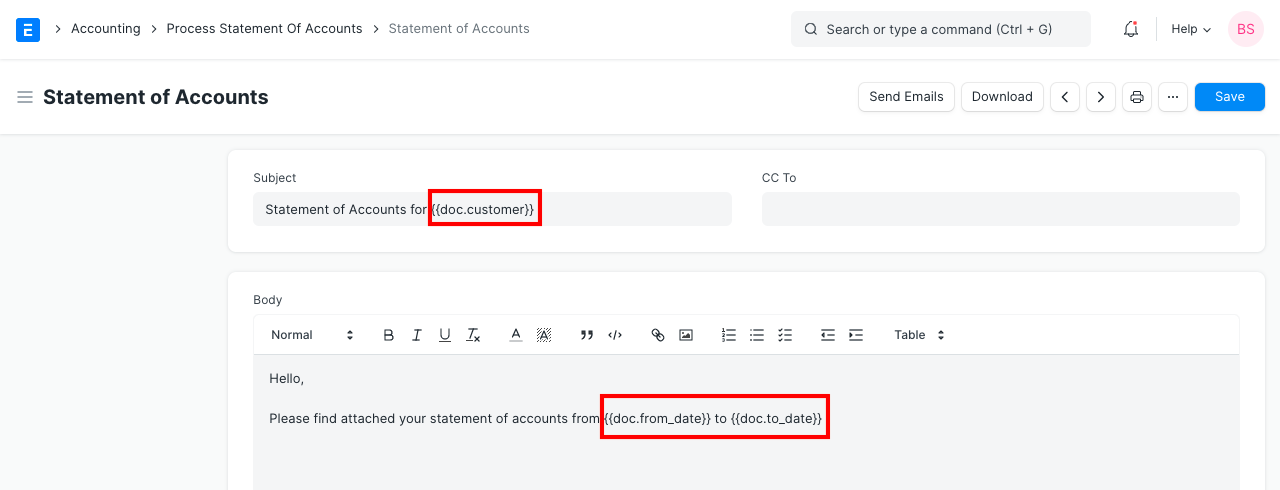 E > Accounting > Process Statement Of Accounts > Statement of Accounts Search or type a command (Ctrl + G) Help BS
Statement of Accounts Send Emails Download < > ... Save
Subject CC To
Statement of Accounts for {{doc.customer}}
Body
Normal B I U Tx A A ” </> Table
Hello,
Please find attached your statement of accounts from {{doc.from_date}} to {{doc.to_date}}